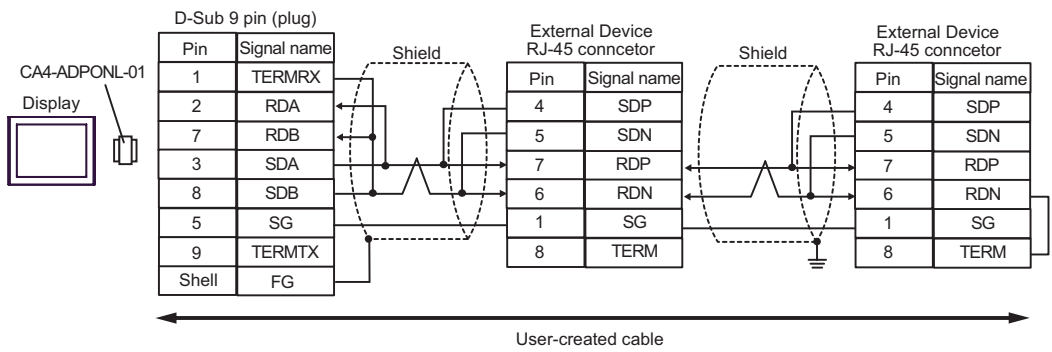 D-Sub 9 pin (plug)
External Device
RJ-45 conncetor
External Device
RJ-45 conncetor
CA4-ADPONL-01
Display
Shield
Shield
Pin Signal name
1 TERMRX
2 RDA
7 RDB
3 SDA
8 SDB
5 SG
9 TERMTX
Shell FG
Pin Signal name
4 SDP
5 SDN
7 RDP
6 RDN
1 SG
8 TERM
Pin Signal name
4 SDP
5 SDN
7 RDP
6 RDN
1 SG
8 TERM
User-created cable